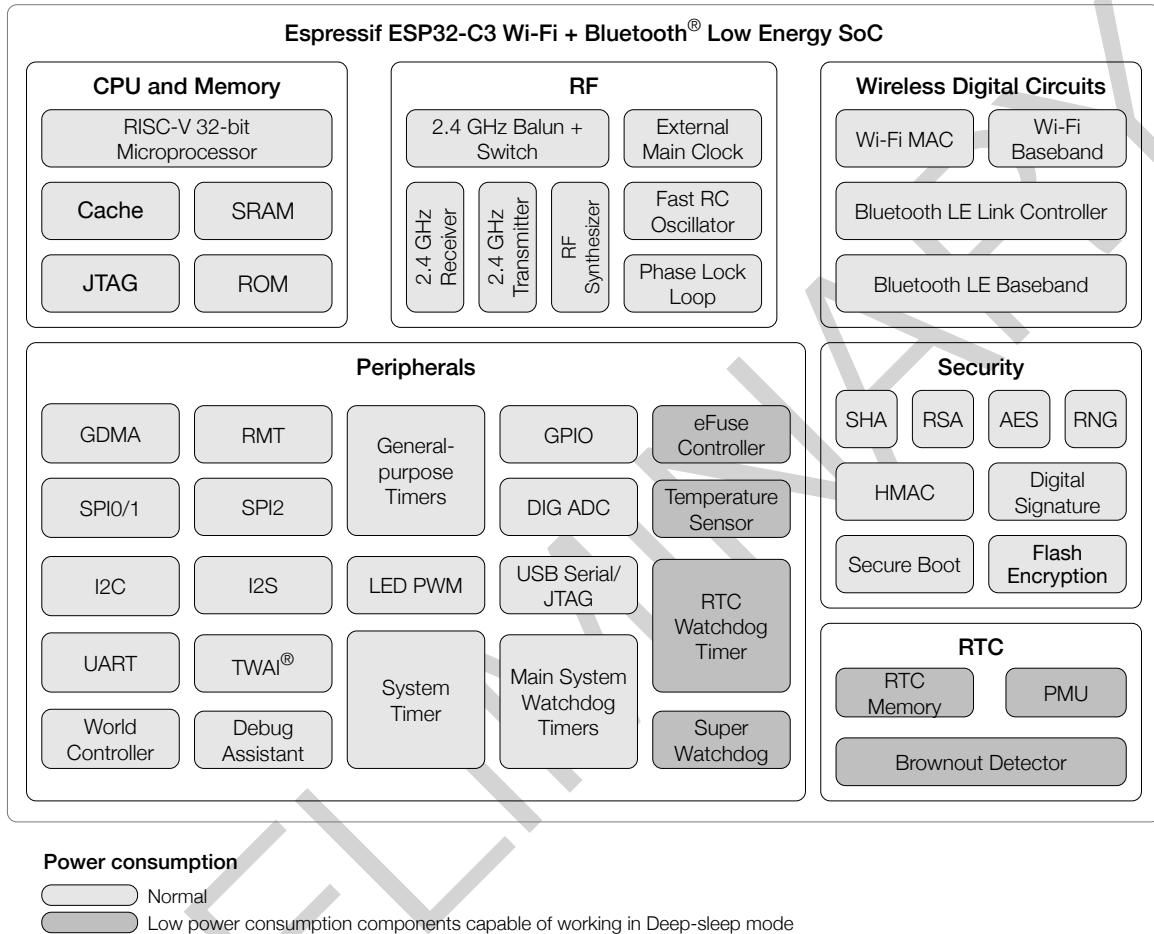 Espressif ESP32-C3 Wi-Fi + Bluetooth® Low Energy SoC
CPU and Memory
RISC-V 32-bit
Microprocessor
Cache
SRAM
JTAG
ROM
RF
2.4 GHz Balun +
Switch
External
Main Clock
2.4 GHz
Receiver
2.4 GHz
Transmitter
RF
Synthesizer
Fast RC
Oscillator
Phase Lock
Loop
Wireless Digital Circuits
Wi-Fi MAC
Wi-Fi
Baseband
Bluetooth LE Link Controller
Bluetooth LE Baseband
Peripherals
GDMA
RMT
General-
purpose
Timers
GPIO
eFuse
Controller
SPI0/1
SPI2
DIG ADC
Temperature
Sensor
I2C
I2S
LED PWM
USB Serial/
JTAG
RTC
Watchdog
Timer
UART
TWAI®
System
Timer
Main System
Watchdog
Timers
World
Controller
Debug
Assistant
Super
Watchdog
Security
SHA
RSA
AES
RNG
HMAC
Digital
Signature
Secure Boot
Flash
Encryption
RTC
RTC
Memory
PMU
Brownout Detector
Power consumption
Normal
Low power consumption components capable of working in Deep-sleep mode